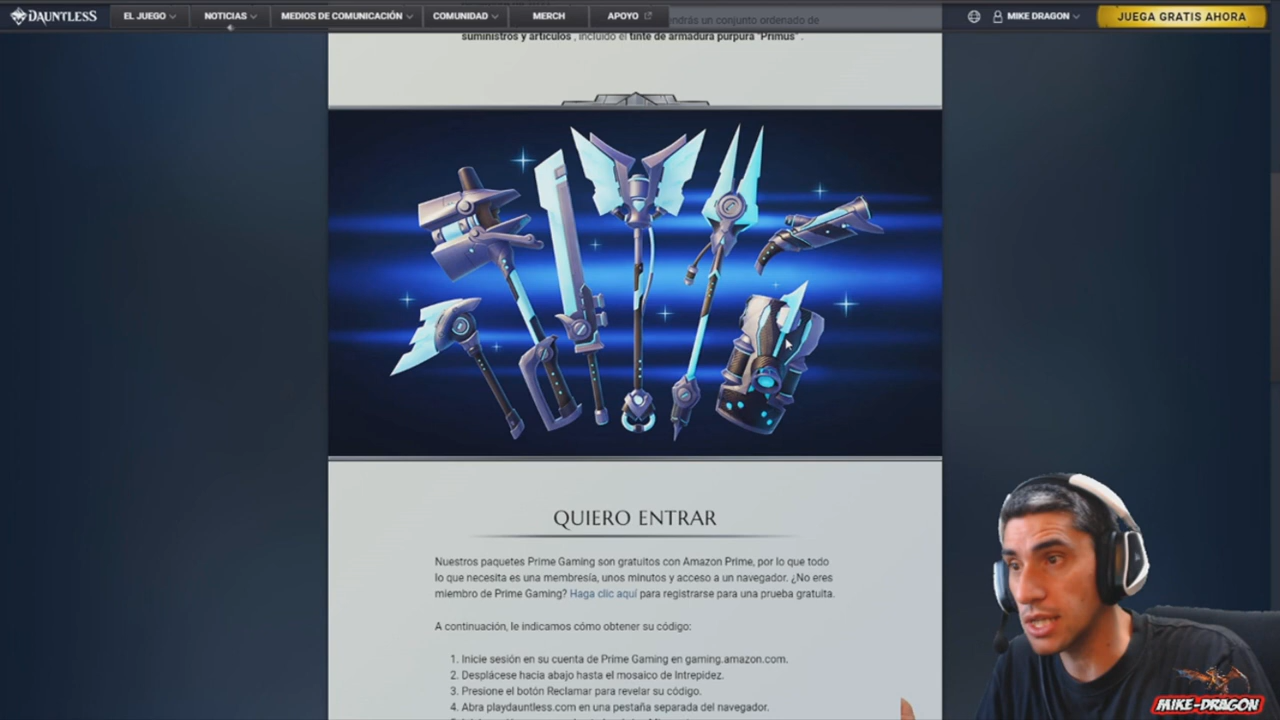 DAUNTLESS
EL JUEGO
NOTICIAS
MEDIOS DE COMUNICACIÓN
COMUNIDAD
MERCH
APOYO
MIKE DRAGON
JUEGA GRATIS AHORA
endrás un conjunto ordenado de
suministros y artículos , incluido el tinte de armadura púrpura "Primus" .
QUIERO ENTRAR
Nuestros paquetes Prime Gaming son gratuitos con Amazon Prime, por lo que todo
lo que necesita es una membresía, unos minutos y acceso a un navegador. ¿No eres
miembro de Prime Gaming? Haga clic aquí para registrarse para una prueba gratuita.
A continuación, le indicamos cómo obtener su código:
1. Inicie sesión en su cuenta de Prime Gaming en gaming.amazon.com.
2. Desplácese hacia abajo hasta el mosaico de Intrepidez.
3. Presione el botón Reclamar para revelar su código.
4. Abra playdauntless.com en una pestaña separada del navegador.
MIKE-DRAGON